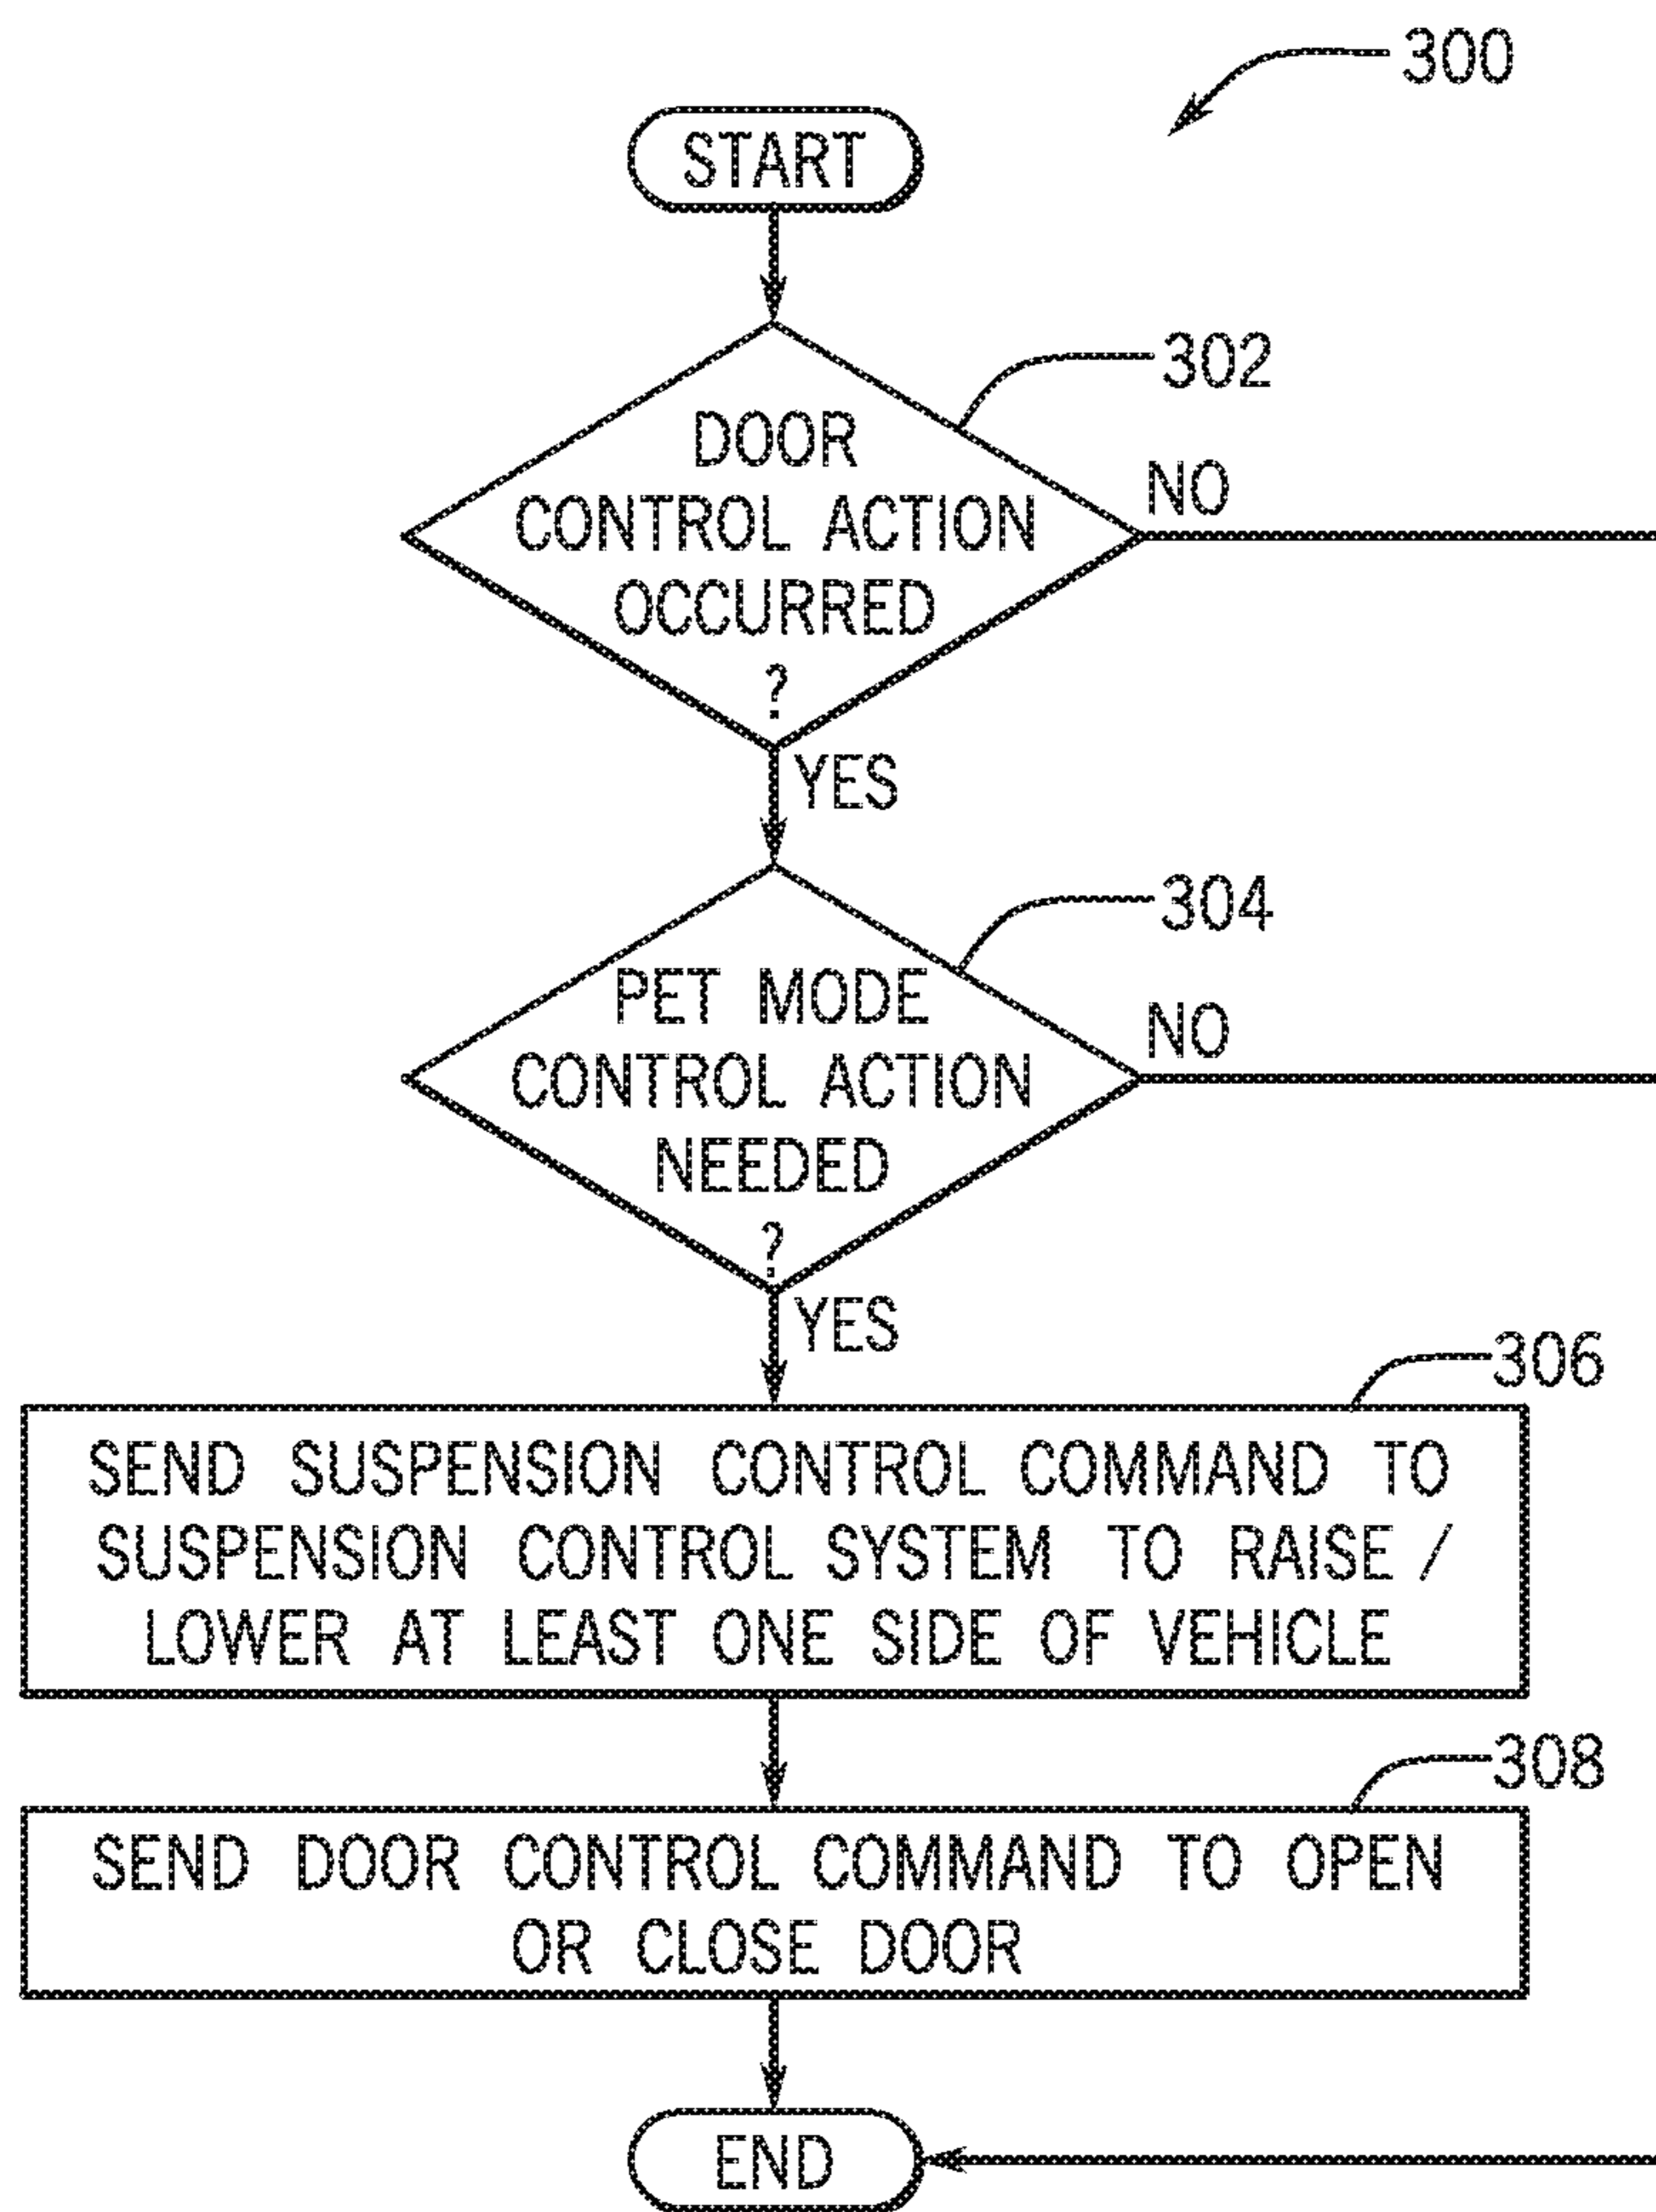 300
START
302
DOOR
CONTROL ACTION
OCCURRED
?
NO
YES
304
PET MODE
CONTROL ACTION
NEEDED
?
NO
YES
306
SEND SUSPENSION CONTROL COMMAND TO
SUSPENSION CONTROL SYSTEM TO RAISE /
LOWER AT LEAST ONE SIDE OF VEHICLE
308
SEND DOOR CONTROL COMMAND TO OPEN
OR CLOSE DOOR
END